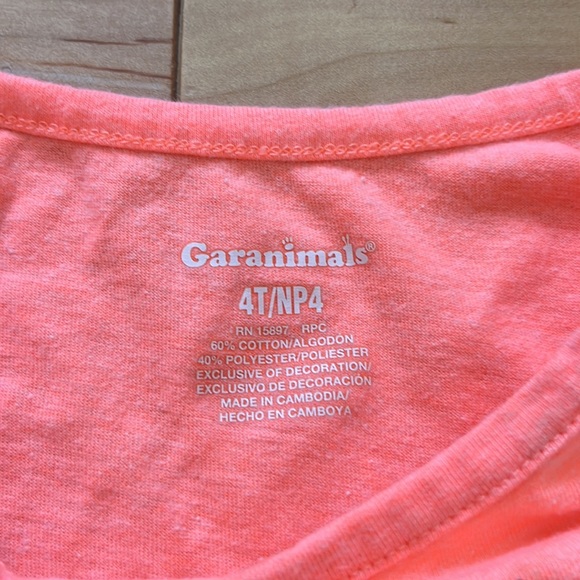 Garanimals®
4T/NP4
RN 15897 RPC
60% COTTON/ALGODON
40% POLYESTER/POLIÉSTER
EXCLUSIVE OF DECORATION/
EXCLUSIVO DE DECORACIÓN
MADE IN CAMBODIA/
HECHO EN CAMBOYA